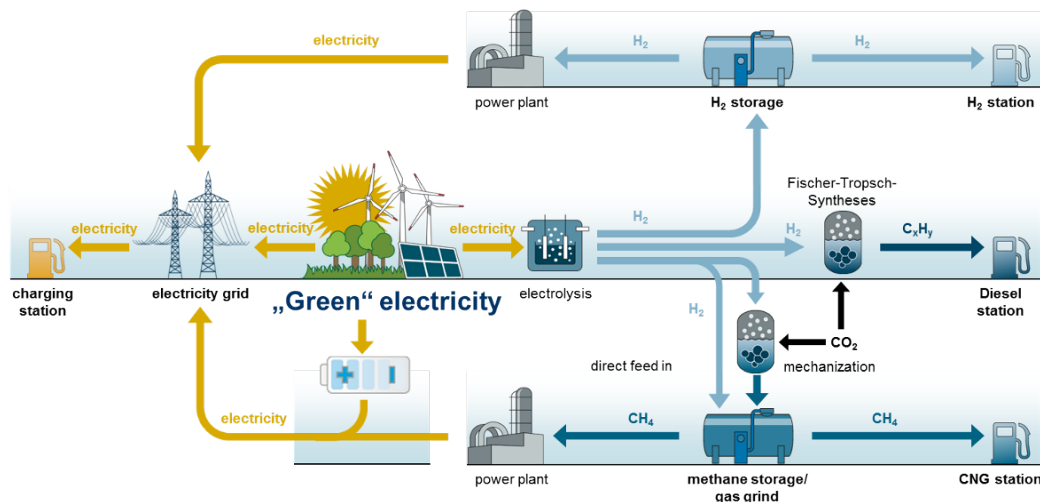 electricity
H2
H2
power plant
H2 storage
H2 station
Fischer-Tropsch-
Syntheses
electricity
electricity
electricity
H2
H2
CxHy
charging
station
electricity grid
„Green“ electricity
electrolysis
Diesel
station
H2
CO2
direct feed in
mechanization
+
-
electricity
CH4
CH4
power plant
methane storage/
gas grind
CNG station